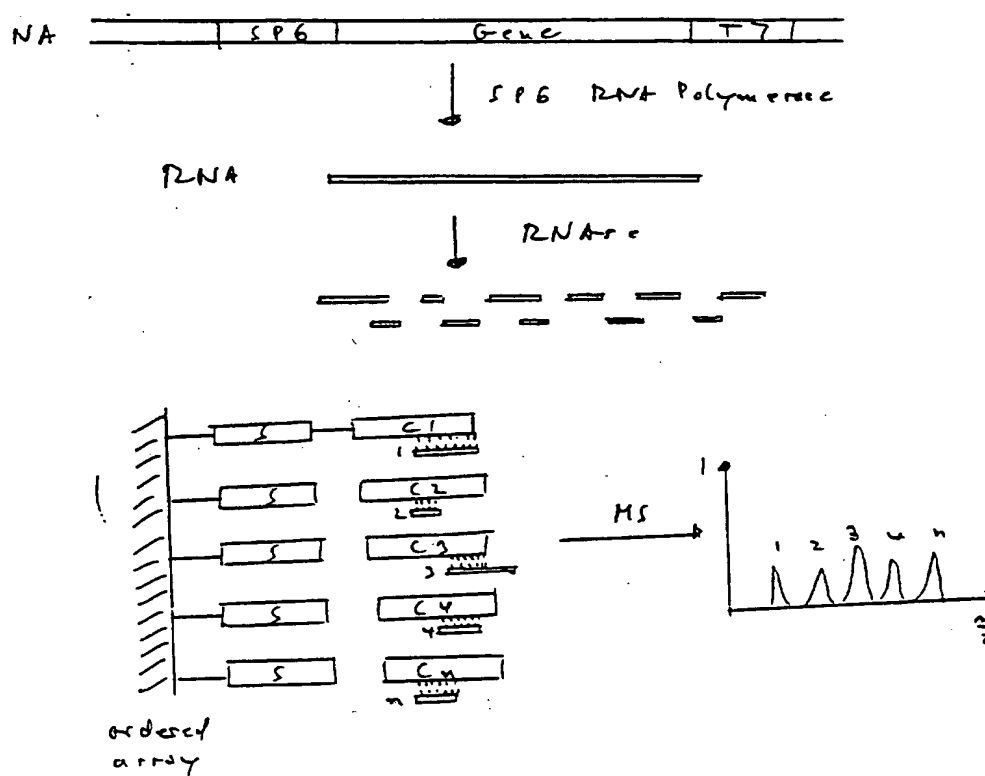 NA SP6 Gene T7
SP6 RNA Polymerase
RNA
RNAse
S C1
1
S C2
2
S C3
3
S C4
4
S Cn
n
MS
1
1 2 3 4 n
ordered
array